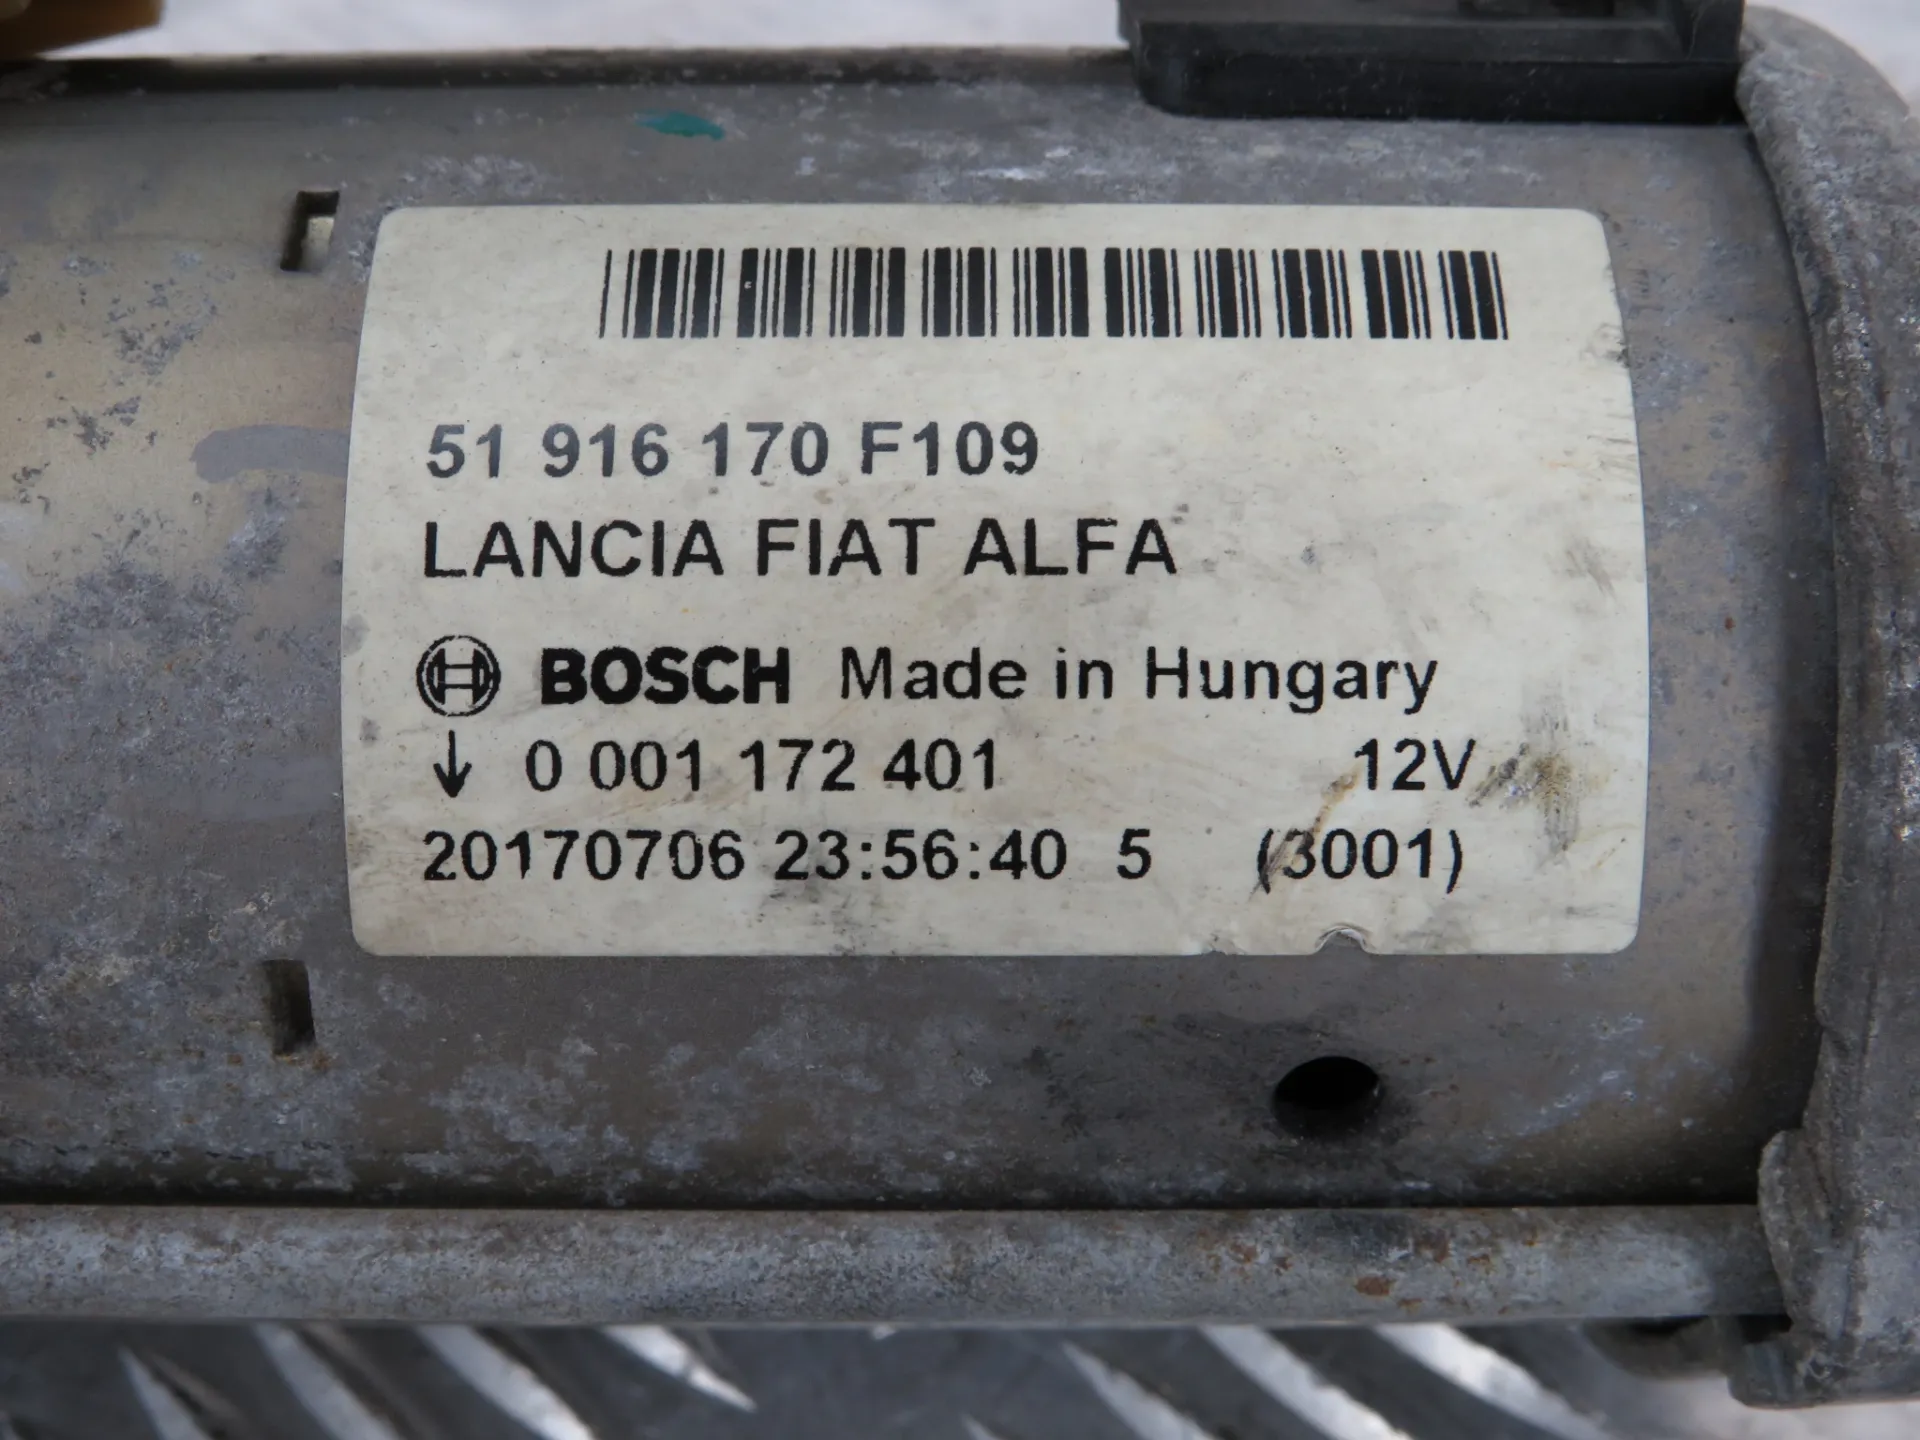 51 916 170 F109
LANCIA FIAT ALFA
BOSCH Made in Hungary
↓ 0 001 172 401 12V
20170706 23:56:40 5 (3001)